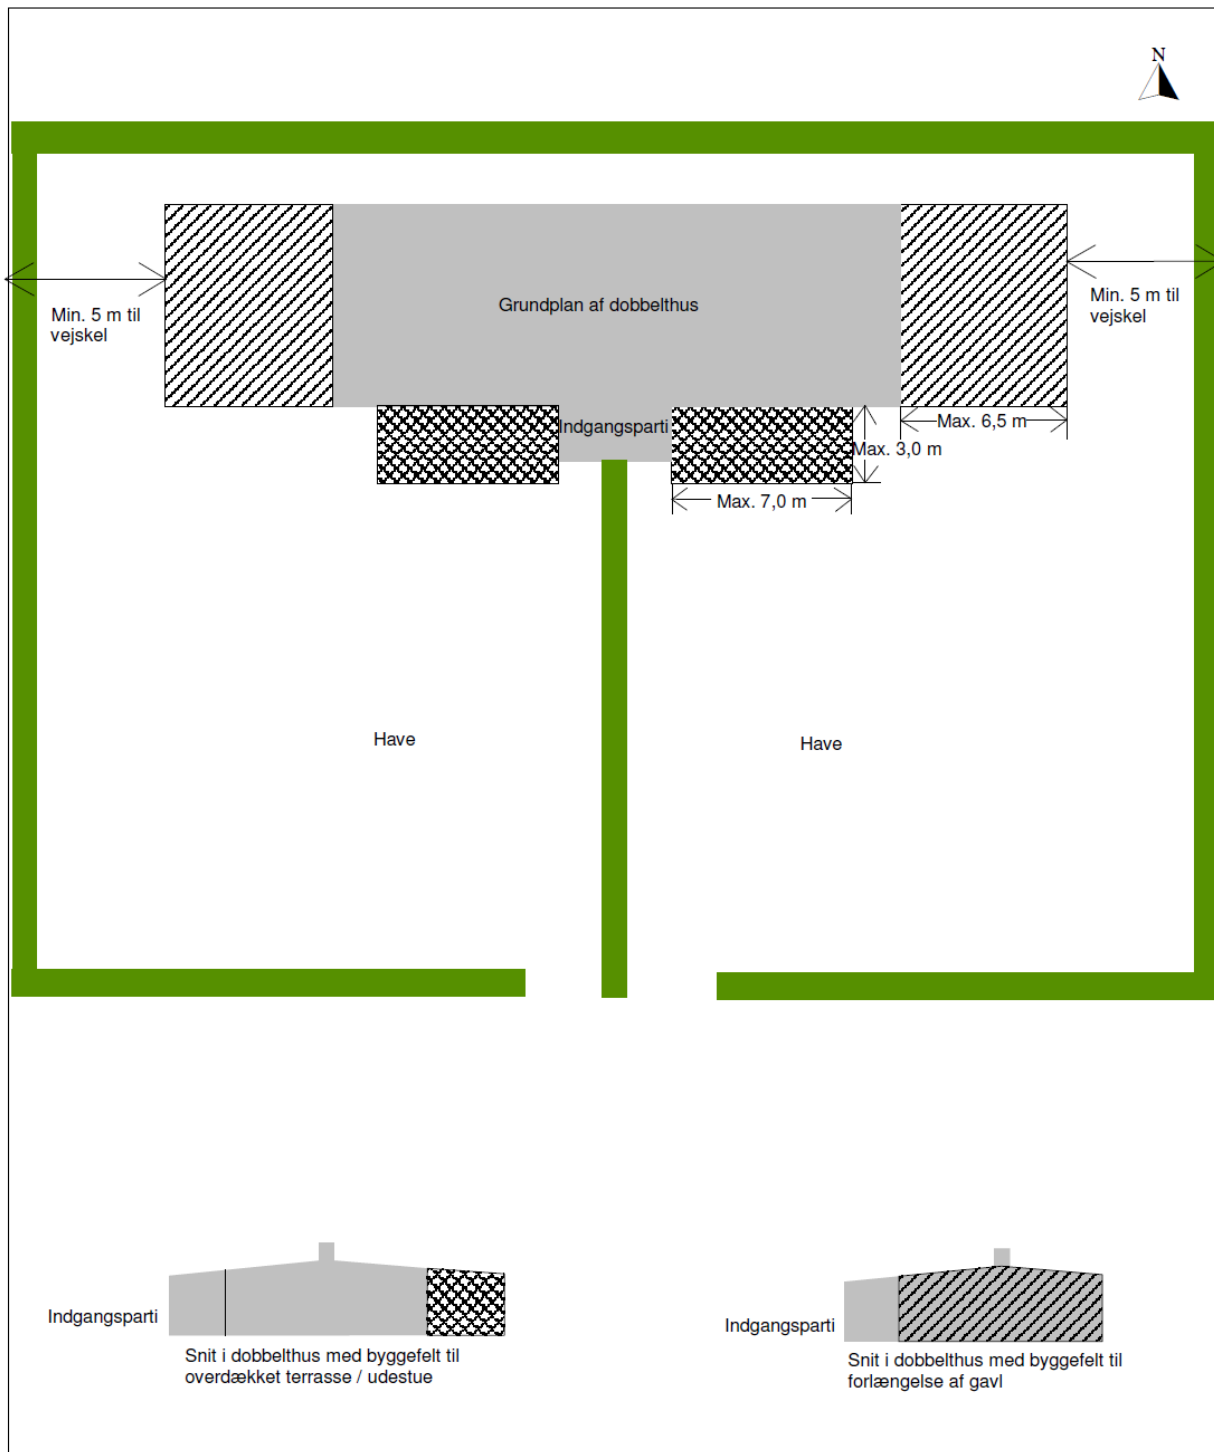 N
Min. 5 m til
vejskel
Grundplan af dobbelthus
Min. 5 m til
vejskel
Indgangsparti
Max. 6,5 m
Max. 3,0 m
Max. 7,0 m
Have
Have
Indgangsparti
Snit i dobbelthus med byggefelt til
overdækket terrasse / udestue
Indgangsparti
Snit i dobbelthus med byggefelt til
forlængelse af gavl